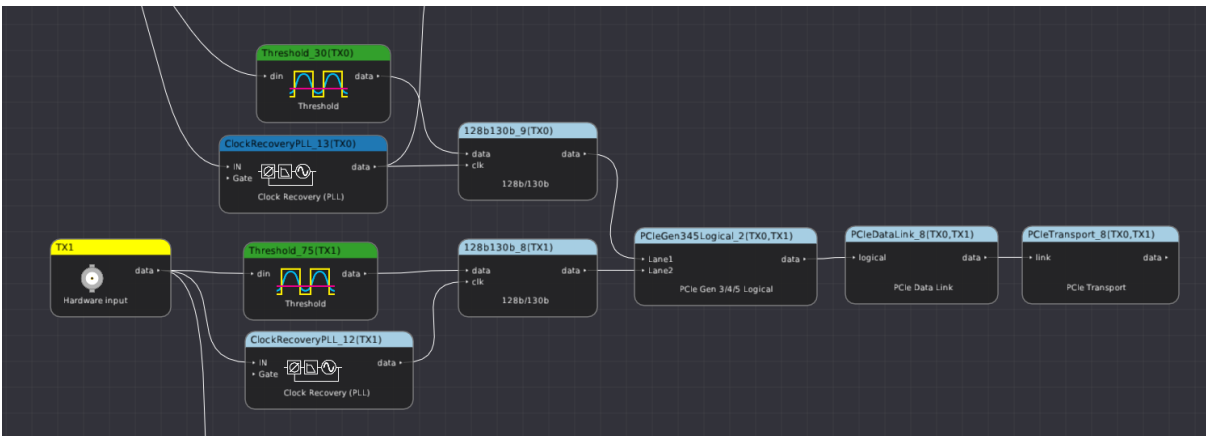 Threshold_30(TX0)
din data
Threshold
ClockRecoveryPLL_13(TX0)
IN data
Gate
Clock Recovery (PLL)
128b130b_9(TX0)
data data
clk
128b/130b
TX1
data
Hardware input
Threshold_75(TX1)
din data
Threshold
128b130b_8(TX1)
data data
clk
128b/130b
ClockRecoveryPLL_12(TX1)
IN data
Gate
Clock Recovery (PLL)
PCIeGen345Logical_2(TX0,TX1)
Lane1 data
Lane2
PCIe Gen 3/4/5 Logical
PCIeDataLink_8(TX0,TX1)
logical data
PCIe Data Link
PCIeTransport_8(TX0,TX1)
link data
PCIe Transport